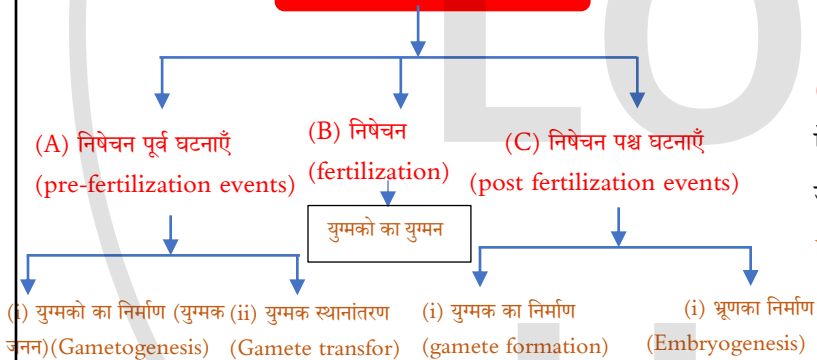 (A) निषेचन पूर्व घटनाएँ
(pre-fertilization events)
(B) निषेचन
(fertilization)
(C) निषेचन पश्च घटनाएँ
(post fertilization events)
युग्मको का युग्मन
(i) युग्मको का निर्माण (युग्मक
जनन)(Gametogenesis)
(ii) युग्मक स्थानांतरण
(Gamete transfor)
(i) युग्मक का निर्माण
(gamete formation)
(i) भ्रूणका निर्माण
(Embryogenesis)